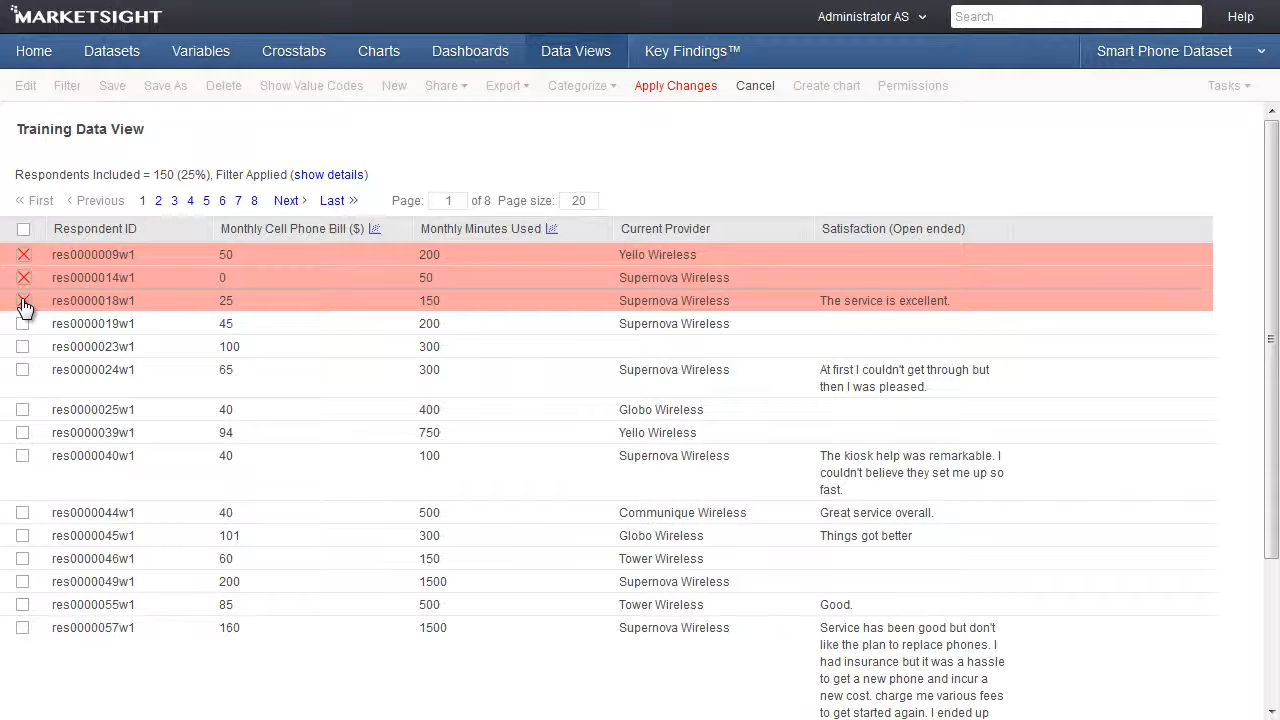 MARKETSIGHT Administrator AS Search Help
Home Datasets Variables Crosstabs Charts Dashboards Data Views Key Findings™ Smart Phone Dataset
Edit Filter Save Save As Delete Show Value Codes New Share Export Categorize Apply Changes Cancel Create chart Permissions Tasks
Training Data View
Respondents Included = 150 (25%), Filter Applied (show details)
« First ‹ Previous 1 2 3 4 5 6 7 8 Next › Last » Page: 1 of 8 Page size: 20
Respondent ID Monthly Cell Phone Bill ($) Monthly Minutes Used Current Provider Satisfaction (Open ended)
res0000009w1 50 200 Yello Wireless
res0000014w1 0 50 Supernova Wireless
res0000018w1 25 150 Supernova Wireless The service is excellent.
res0000019w1 45 200 Supernova Wireless
res0000023w1 100 300
res0000024w1 65 300 Supernova Wireless At first I couldn't get through but
then I was pleased.
res0000025w1 40 400 Globo Wireless
res0000039w1 94 750 Yello Wireless
res0000040w1 40 100 Supernova Wireless The kiosk help was remarkable. I
couldn't believe they set me up so
fast.
res0000044w1 40 500 Communique Wireless Great service overall.
res0000045w1 101 300 Globo Wireless Things got better
res0000046w1 60 150 Tower Wireless
res0000049w1 200 1500 Supernova Wireless
res0000055w1 85 500 Tower Wireless Good.
res0000057w1 160 1500 Supernova Wireless Service has been good but don't
like the plan to replace phones. I
had insurance but it was a hassle
to get a new phone and incur a
new cost. charge me various fees
to get started again. I ended up